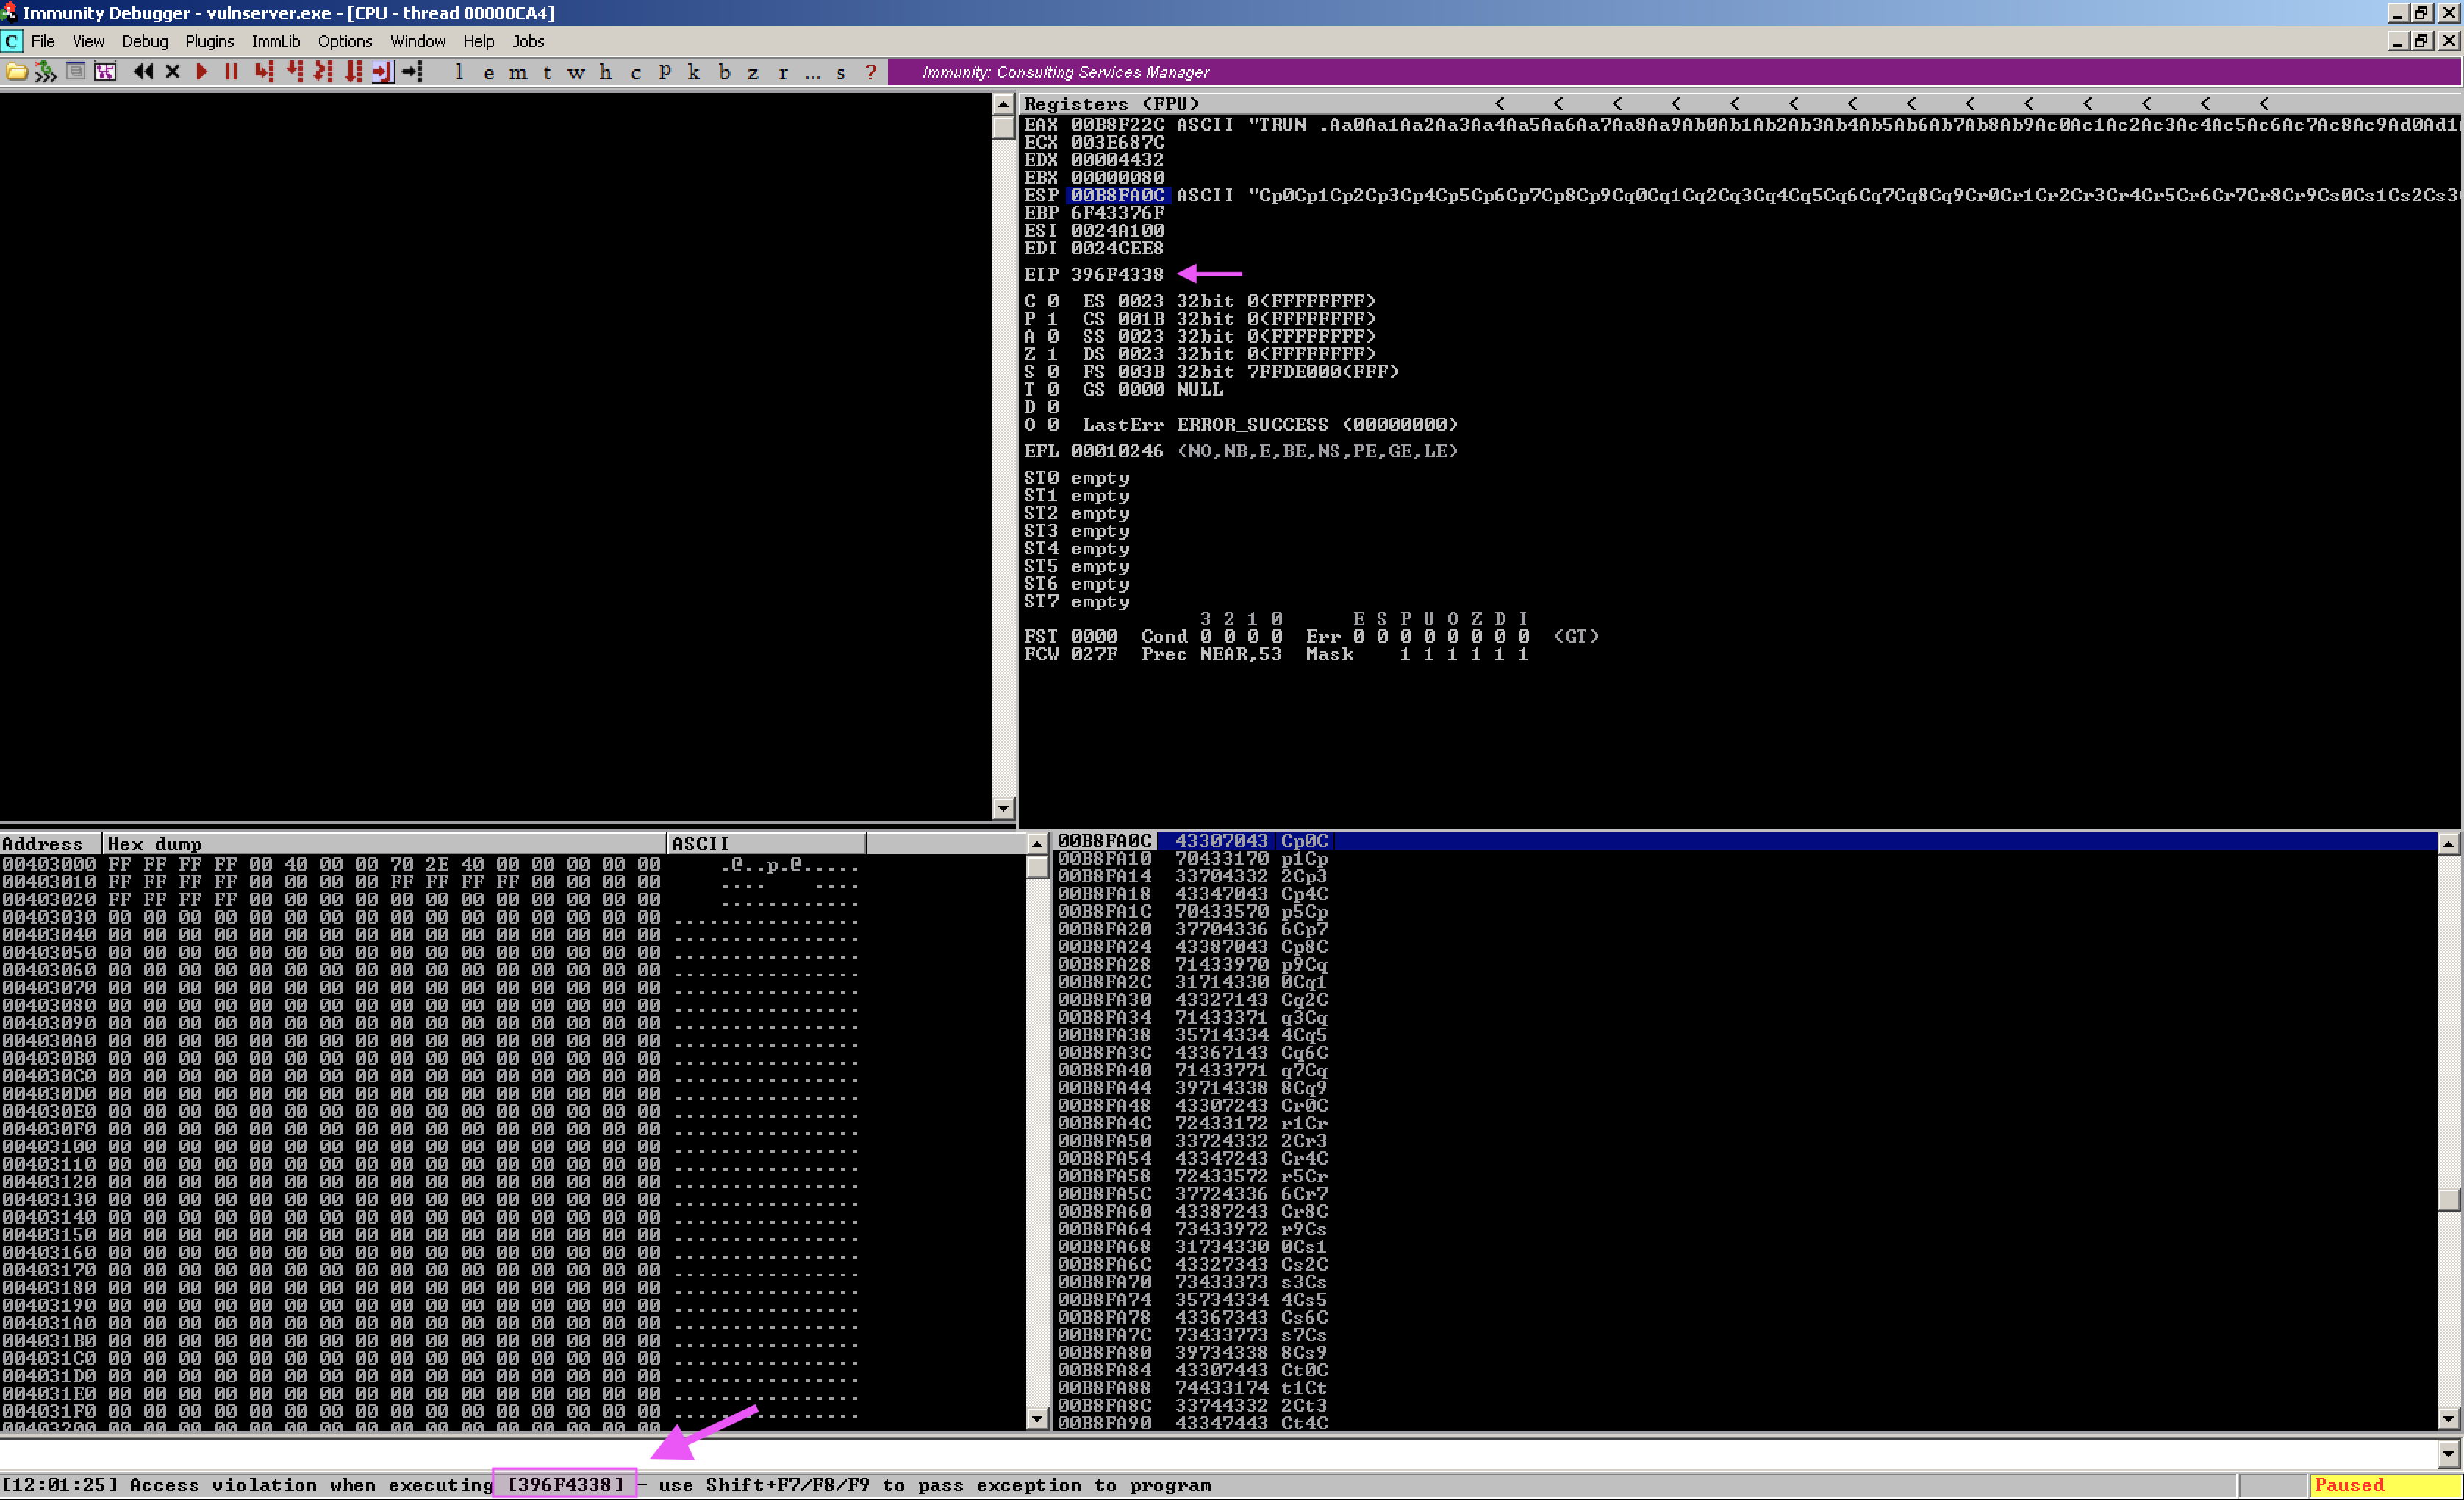 Immunity Debugger - vulnserver.exe - [CPU - thread 00000CA4]
C File View Debug Plugins ImmLib Options Window Help Jobs
l e m t w h c P k b z r ... s ? Immunity: Consulting Services Manager
Registers (FPU) < < < < < < < < < < < < < <
EAX 00B8F22C ASCII "TRUN .Aa0Aa1Aa2Aa3Aa4Aa5Aa6Aa7Aa8Aa9Ab0Ab1Ab2Ab3Ab4Ab5Ab6Ab7Ab8Ab9Ac0Ac1Ac2Ac3Ac4Ac5Ac6Ac7Ac8Ac9Ad0Ad1
ECX 003E687C
EDX 00004432
EBX 00000080
ESP 00B8FA0C ASCII "Cp0Cp1Cp2Cp3Cp4Cp5Cp6Cp7Cp8Cp9Cq0Cq1Cq2Cq3Cq4Cq5Cq6Cq7Cq8Cq9Cr0Cr1Cr2Cr3Cr4Cr5Cr6Cr7Cr8Cr9Cs0Cs1Cs2Cs3
EBP 6F43376F
ESI 0024A100
EDI 0024CEE8
EIP 396F4338
C 0 ES 0023 32bit 0(FFFFFFFF)
P 1 CS 001B 32bit 0(FFFFFFFF)
A 0 SS 0023 32bit 0(FFFFFFFF)
Z 1 DS 0023 32bit 0(FFFFFFFF)
S 0 FS 003B 32bit 7FFDE000(FFF)
T 0 GS 0000 NULL
D 0
O 0 LastErr ERROR_SUCCESS (00000000)
EFL 00010246 (NO,NB,E,BE,NS,PE,GE,LE)
ST0 empty
ST1 empty
ST2 empty
ST3 empty
ST4 empty
ST5 empty
ST6 empty
ST7 empty
3 2 1 0 E S P U O Z D I
FST 0000 Cond 0 0 0 0 Err 0 0 0 0 0 0 0 0 (GT)
FCW 027F Prec NEAR,53 Mask 1 1 1 1 1 1
Address Hex dump ASCII
00403000 FF FF FF FF 00 40 00 00 70 2E 40 00 00 00 00 00 .@..p.@.....
00403010 FF FF FF FF 00 00 00 00 FF FF FF FF 00 00 00 00 .... ....
00403020 FF FF FF FF 00 00 00 00 00 00 00 00 00 00 00 00 ............
00403030 00 00 00 00 00 00 00 00 00 00 00 00 00 00 00 00 ................
00403040 00 00 00 00 00 00 00 00 00 00 00 00 00 00 00 00 ................
00403050 00 00 00 00 00 00 00 00 00 00 00 00 00 00 00 00 ................
00403060 00 00 00 00 00 00 00 00 00 00 00 00 00 00 00 00 ................
00403070 00 00 00 00 00 00 00 00 00 00 00 00 00 00 00 00 ................
00403080 00 00 00 00 00 00 00 00 00 00 00 00 00 00 00 00 ................
00403090 00 00 00 00 00 00 00 00 00 00 00 00 00 00 00 00 ................
004030A0 00 00 00 00 00 00 00 00 00 00 00 00 00 00 00 00 ................
004030B0 00 00 00 00 00 00 00 00 00 00 00 00 00 00 00 00 ................
004030C0 00 00 00 00 00 00 00 00 00 00 00 00 00 00 00 00 ................
004030D0 00 00 00 00 00 00 00 00 00 00 00 00 00 00 00 00 ................
004030E0 00 00 00 00 00 00 00 00 00 00 00 00 00 00 00 00 ................
004030F0 00 00 00 00 00 00 00 00 00 00 00 00 00 00 00 00 ................
00403100 00 00 00 00 00 00 00 00 00 00 00 00 00 00 00 00 ................
00403110 00 00 00 00 00 00 00 00 00 00 00 00 00 00 00 00 ................
00403120 00 00 00 00 00 00 00 00 00 00 00 00 00 00 00 00 ................
00403130 00 00 00 00 00 00 00 00 00 00 00 00 00 00 00 00 ................
00403140 00 00 00 00 00 00 00 00 00 00 00 00 00 00 00 00 ................
00403150 00 00 00 00 00 00 00 00 00 00 00 00 00 00 00 00 ................
00403160 00 00 00 00 00 00 00 00 00 00 00 00 00 00 00 00 ................
00403170 00 00 00 00 00 00 00 00 00 00 00 00 00 00 00 00 ................
00403180 00 00 00 00 00 00 00 00 00 00 00 00 00 00 00 00 ................
00403190 00 00 00 00 00 00 00 00 00 00 00 00 00 00 00 00 ................
004031A0 00 00 00 00 00 00 00 00 00 00 00 00 00 00 00 00 ................
004031B0 00 00 00 00 00 00 00 00 00 00 00 00 00 00 00 00 ................
004031C0 00 00 00 00 00 00 00 00 00 00 00 00 00 00 00 00 ................
004031D0 00 00 00 00 00 00 00 00 00 00 00 00 00 00 00 00 ................
004031E0 00 00 00 00 00 00 00 00 00 00 00 00 00 00 00 00 ................
004031F0 00 00 00 00 00 00 00 00 00 00 00 00 00 00 00 00 ................
00403200 00 00 00 00 00 00 00 00 00 00 00 00 00 00 00 00
00B8FA0C 43307043 Cp0C
00B8FA10 70433170 p1Cp
00B8FA14 33704332 2Cp3
00B8FA18 43347043 Cp4C
00B8FA1C 70433570 p5Cp
00B8FA20 37704336 6Cp7
00B8FA24 43387043 Cp8C
00B8FA28 71433970 p9Cq
00B8FA2C 31714330 0Cq1
00B8FA30 43327143 Cq2C
00B8FA34 71433371 q3Cq
00B8FA38 35714334 4Cq5
00B8FA3C 43367143 Cq6C
00B8FA40 71433771 q7Cq
00B8FA44 39714338 8Cq9
00B8FA48 43307243 Cr0C
00B8FA4C 72433172 r1Cr
00B8FA50 33724332 2Cr3
00B8FA54 43347243 Cr4C
00B8FA58 72433572 r5Cr
00B8FA5C 37724336 6Cr7
00B8FA60 43387243 Cr8C
00B8FA64 73433972 r9Cs
00B8FA68 31734330 0Cs1
00B8FA6C 43327343 Cs2C
00B8FA70 73433373 s3Cs
00B8FA74 35734334 4Cs5
00B8FA78 43367343 Cs6C
00B8FA7C 73433773 s7Cs
00B8FA80 39734338 8Cs9
00B8FA84 43307443 Ct0C
00B8FA88 74433174 t1Ct
00B8FA8C 33744332 2Ct3
00B8FA90 43347443 Ct4C
[12:01:25] Access violation when executing [396F4338] - use Shift+F7/F8/F9 to pass exception to program
Paused